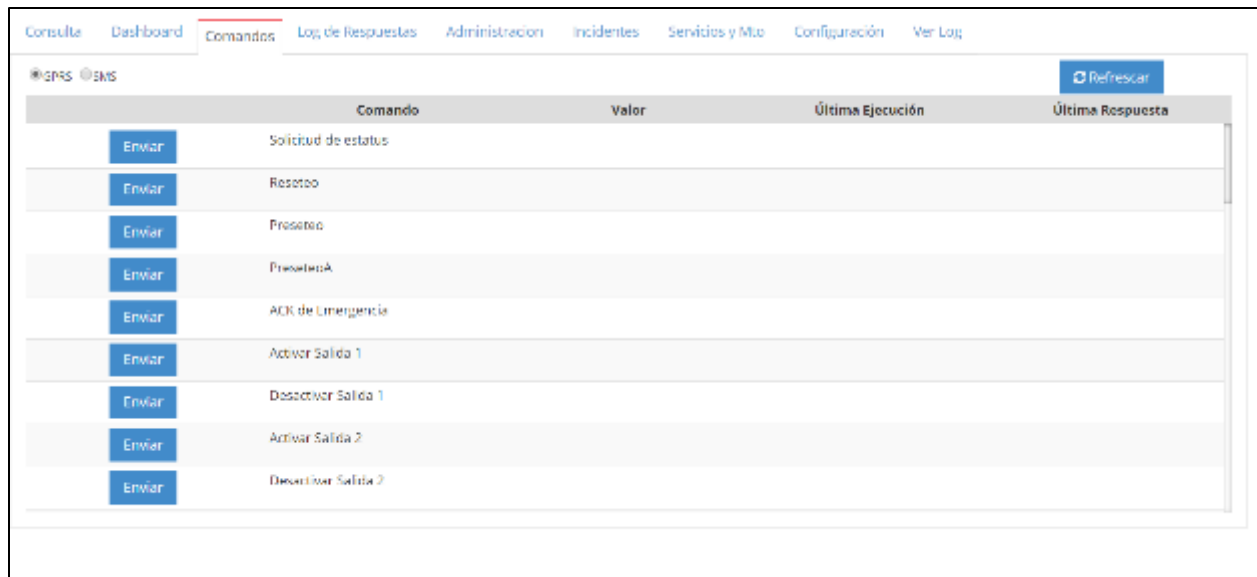 Consulta Dashboard Comandos Log de Respuestas Administracion Incidentes Servicios y Mto Configuración Ver Log
GPRS SMS Refrescar
Comando Valor Última Ejecución Última Respuesta
Enviar Solicitud de estatus
Enviar Reseteo
Enviar Preseteo
Enviar PreseteoA
Enviar ACK de Emergencia
Enviar Activar Salida 1
Enviar Desactivar Salida 1
Enviar Activar Salida 2
Enviar Desactivar Salida 2